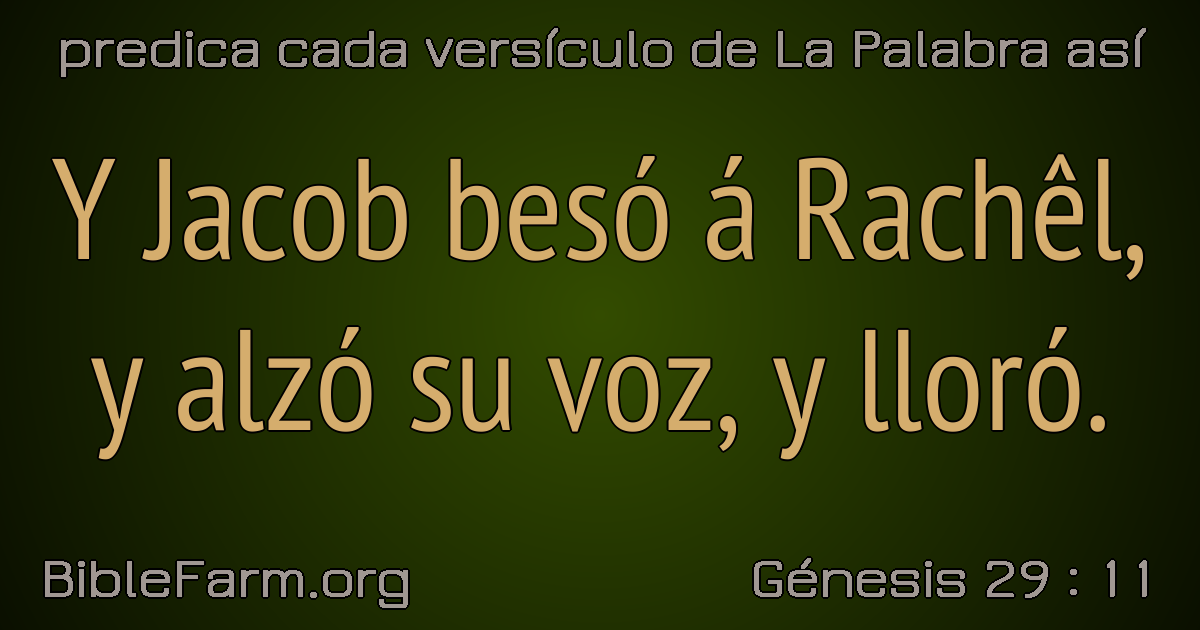 predica cada versículo de La Palabra así
Y Jacob besó á Rachêl,
y alzó su voz, y lloró.
BibleFarm.org
Génesis 29 : 11